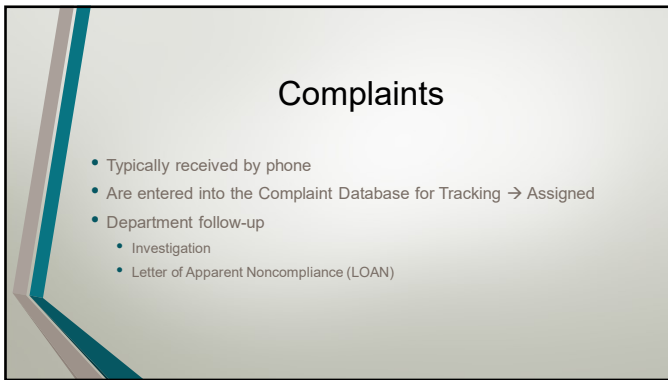 Complaints
• Typically received by phone
• Are entered into the Complaint Database for Tracking → Assigned
• Department follow-up
• Investigation
• Letter of Apparent Noncompliance (LOAN)